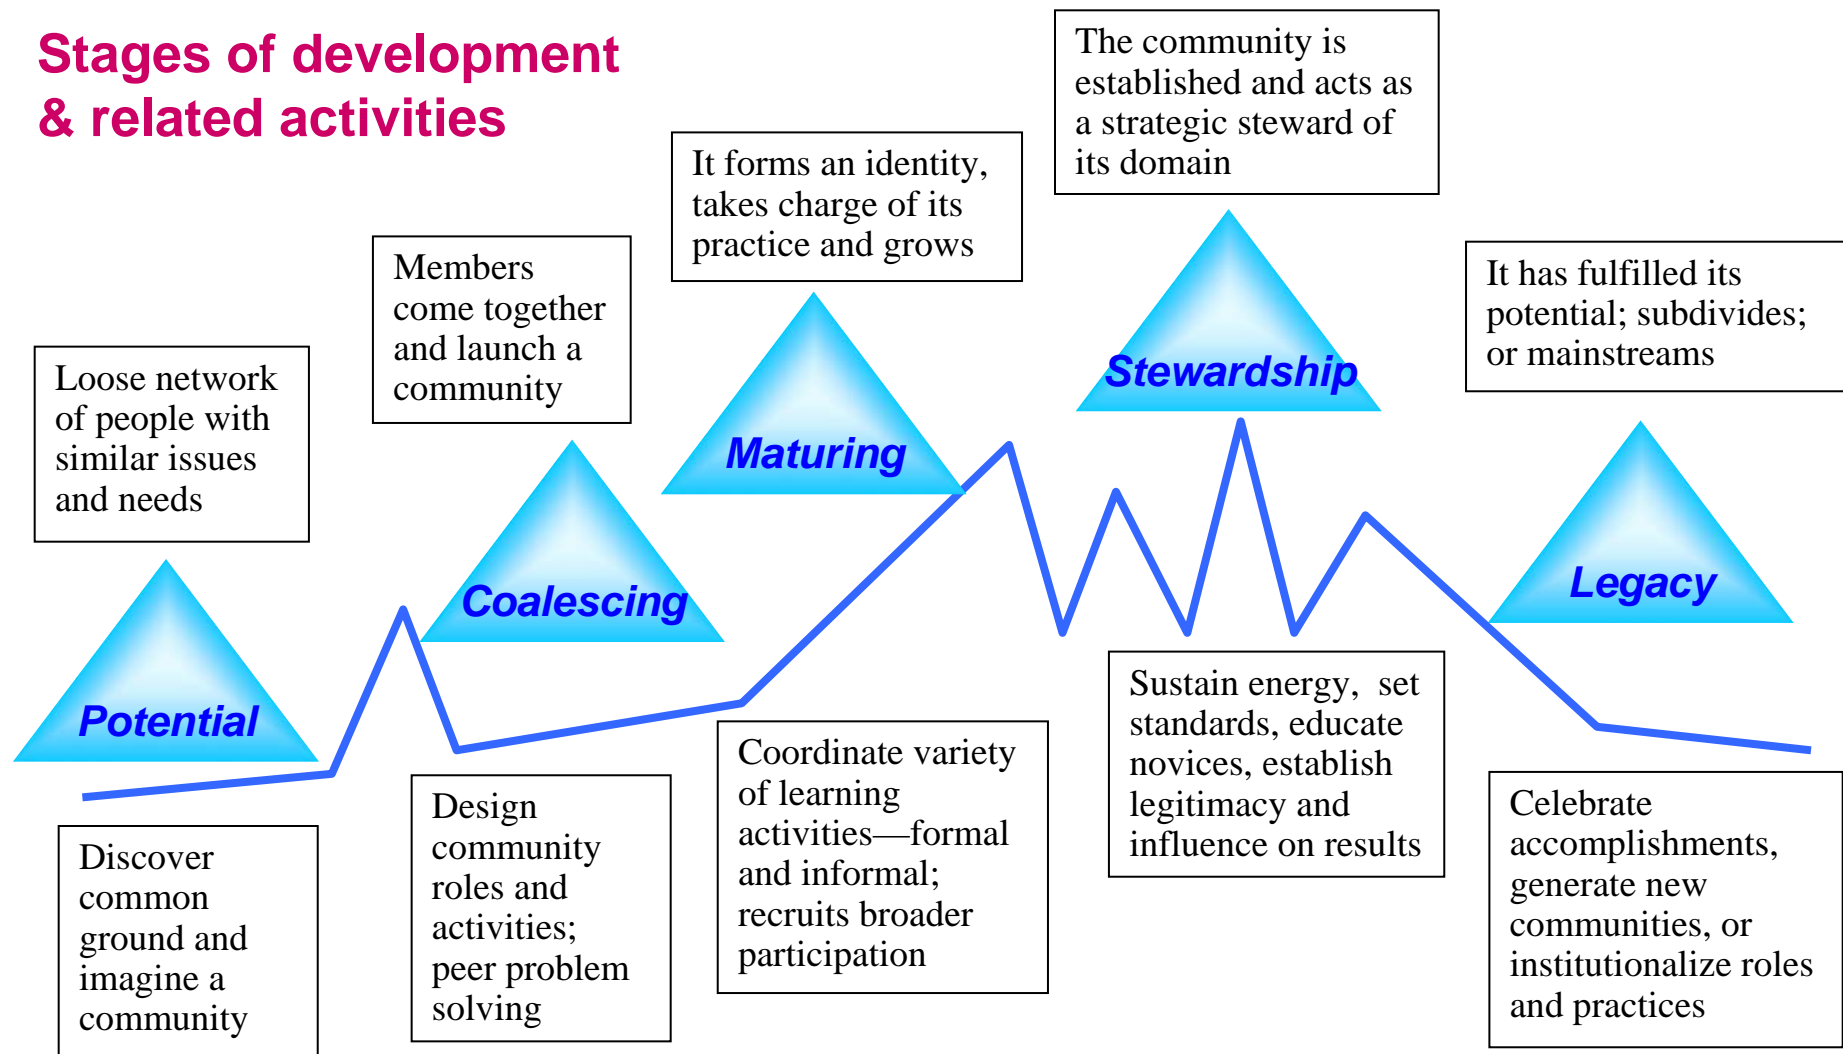 Stages of development
& related activities
Loose network
of people with
similar issues
and needs
Potential
Discover
common
ground and
imagine a
community
Members
come together
and launch a
community
Coalescing
Design
community
roles and
activities;
peer problem
solving
It forms an identity,
takes charge of its
practice and grows
Maturing
Coordinate variety
of learning
activities—formal
and informal;
recruits broader
participation
The community is
established and acts as
a strategic steward of
its domain
Stewardship
Sustain energy, set
standards, educate
novices, establish
legitimacy and
influence on results
It has fulfilled its
potential; subdivides;
or mainstreams
Legacy
Celebrate
accomplishments,
generate new
communities, or
institutionalize roles
and practices